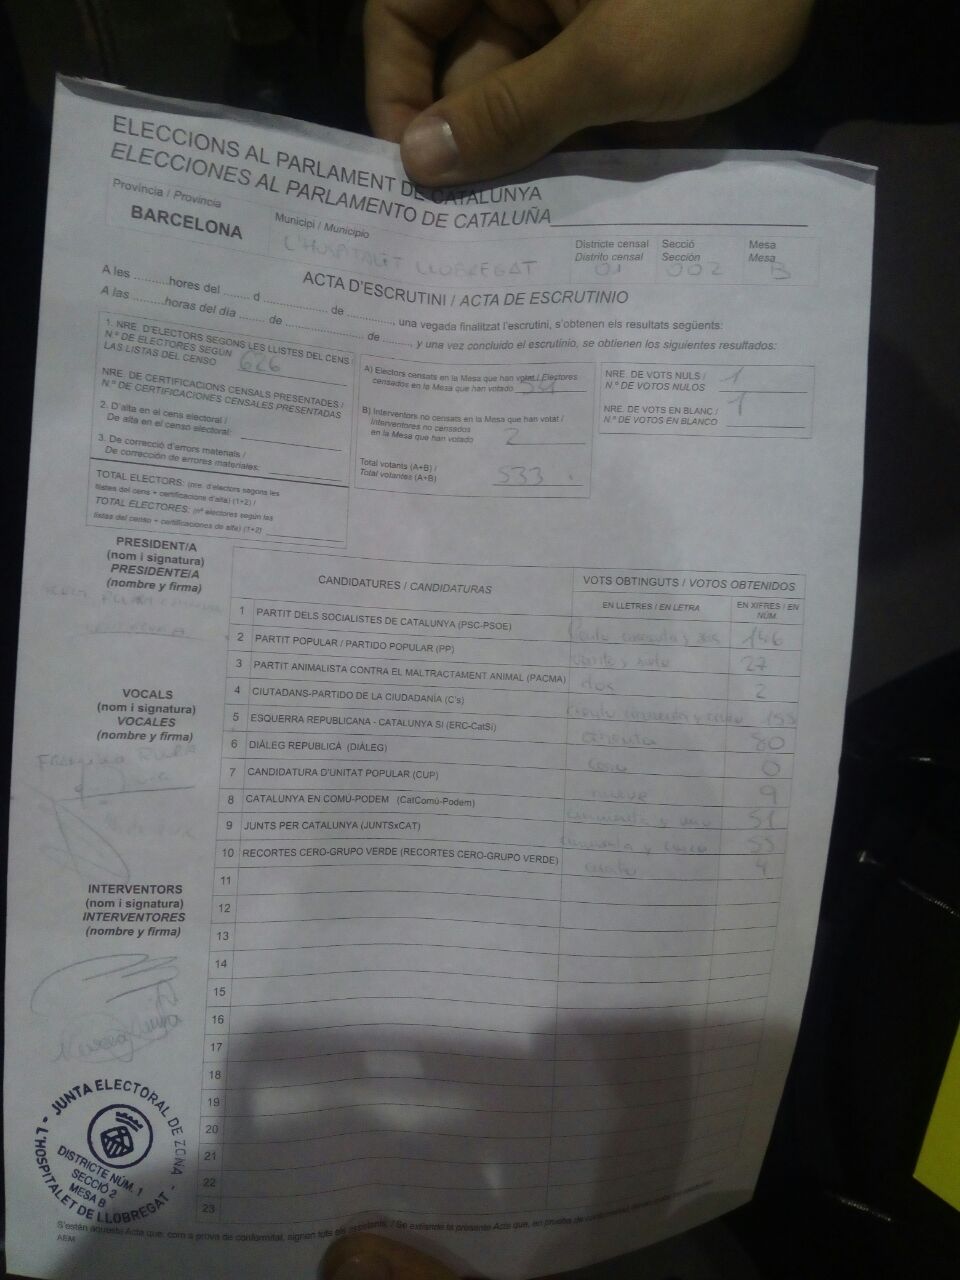 ELECCIONS AL PARLAMENT DE CATALUNYA
ELECCIONES AL PARLAMENTO DE CATALUÑA
Província / Provincia
BARCELONA
Municipi / Municipio
L'HOSPITALET LLOBREGAT
Districte censal
Distrito censal
01
Secció
Sección
002
Mesa
Mesa
B
ACTA D'ESCRUTINI / ACTA DE ESCRUTINIO
A les ......... hores del ....... d ............... de ............, una vegada finalitzat l'escrutini, s'obtenen els resultats següents:
A las ......... horas del día ....... de ............... de ........., y una vez concluido el escrutinio, se obtienen los siguientes resultados:
1. NRE. D'ELECTORS SEGONS LES LLISTES DEL CENS /
N.º DE ELECTORES SEGÚN
LAS LISTAS DEL CENSO 626
NRE. DE CERTIFICACIONS CENSALS PRESENTADES /
N.º DE CERTIFICACIONES CENSALES PRESENTADAS
2. D'alta en el cens electoral /
De alta en el censo electoral:
3. De correcció d'errors materials /
De corrección de errores materiales:
TOTAL ELECTORS: (nre. d'electors segons les
llistes del cens + certificacions d'alta) (1+2) /
TOTAL ELECTORES: (nº electores según las
listas del censo + certificaciones de alta) (1+2)
A) Electors censats en la Mesa que han votat / Electores
censados en la Mesa que han votado 531
B) Interventors no censats en la Mesa que han votat /
Interventores no censados
en la Mesa que han votado 2
Total votants (A+B) /
Total votantes (A+B) 533
NRE. DE VOTS NULS /
N.º DE VOTOS NULOS 1
NRE. DE VOTS EN BLANC /
N.º DE VOTOS EN BLANCO 1
PRESIDENT/A
(nom i signatura)
PRESIDENTE/A
(nombre y firma)
VOCALS
(nom i signatura)
VOCALES
(nombre y firma)
INTERVENTORS
(nom i signatura)
INTERVENTORES
(nombre y firma)
CANDIDATURES / CANDIDATURAS
VOTS OBTINGUTS / VOTOS OBTENIDOS
EN LLETRES / EN LETRA
EN XIFRES / EN NÚM.
1 PARTIT DELS SOCIALISTES DE CATALUNYA (PSC-PSOE) 146
2 PARTIT POPULAR / PARTIDO POPULAR (PP) veinte y siete 27
3 PARTIT ANIMALISTA CONTRA EL MALTRACTAMENT ANIMAL (PACMA) dos 2
4 CIUTADANS-PARTIDO DE LA CIUDADANÍA (C's) ciento cincuenta y cinco 155
5 ESQUERRA REPUBLICANA - CATALUNYA SI (ERC-CatSí) 80
6 DIÀLEG REPUBLICÀ (DIÀLEG) cero 0
7 CANDIDATURA D'UNITAT POPULAR (CUP) nueve 9
8 CATALUNYA EN COMÚ-PODEM (CatComú-Podem) cincuenta y uno 51
9 JUNTS PER CATALUNYA (JUNTSxCAT) cincuenta y cinco 55
10 RECORTES CERO-GRUPO VERDE (RECORTES CERO-GRUPO VERDE) cuatro 4
11
12
13
14
15
16
17
18
19
20
21
22
23
JUNTA ELECTORAL DE ZONA - L'HOSPITALET DE LLOBREGAT -
DISTRICTE NÚM. 1
SECCIÓ 2
MESA B
S'estén aquesta Acta que, com a prova de conformitat, signen tots els assistents. / Se extiende la presente Acta que, en prueba de conformidad,
AEM